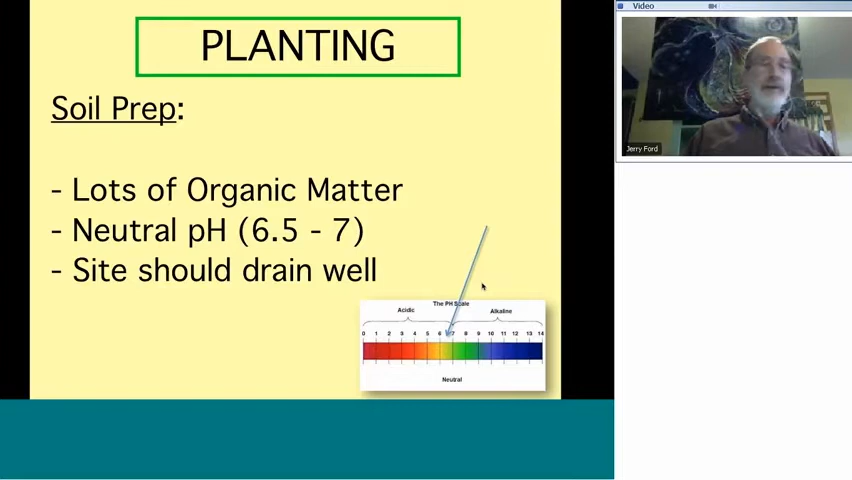 PLANTING
Soil Prep:
- Lots of Organic Matter
- Neutral pH (6.5 - 7)
- Site should drain well
The PH Scale
Acidic
Alkaline
0 1 2 3 4 5 6 7 8 9 10 11 12 13 14
Neutral
Video
Jerry Ford